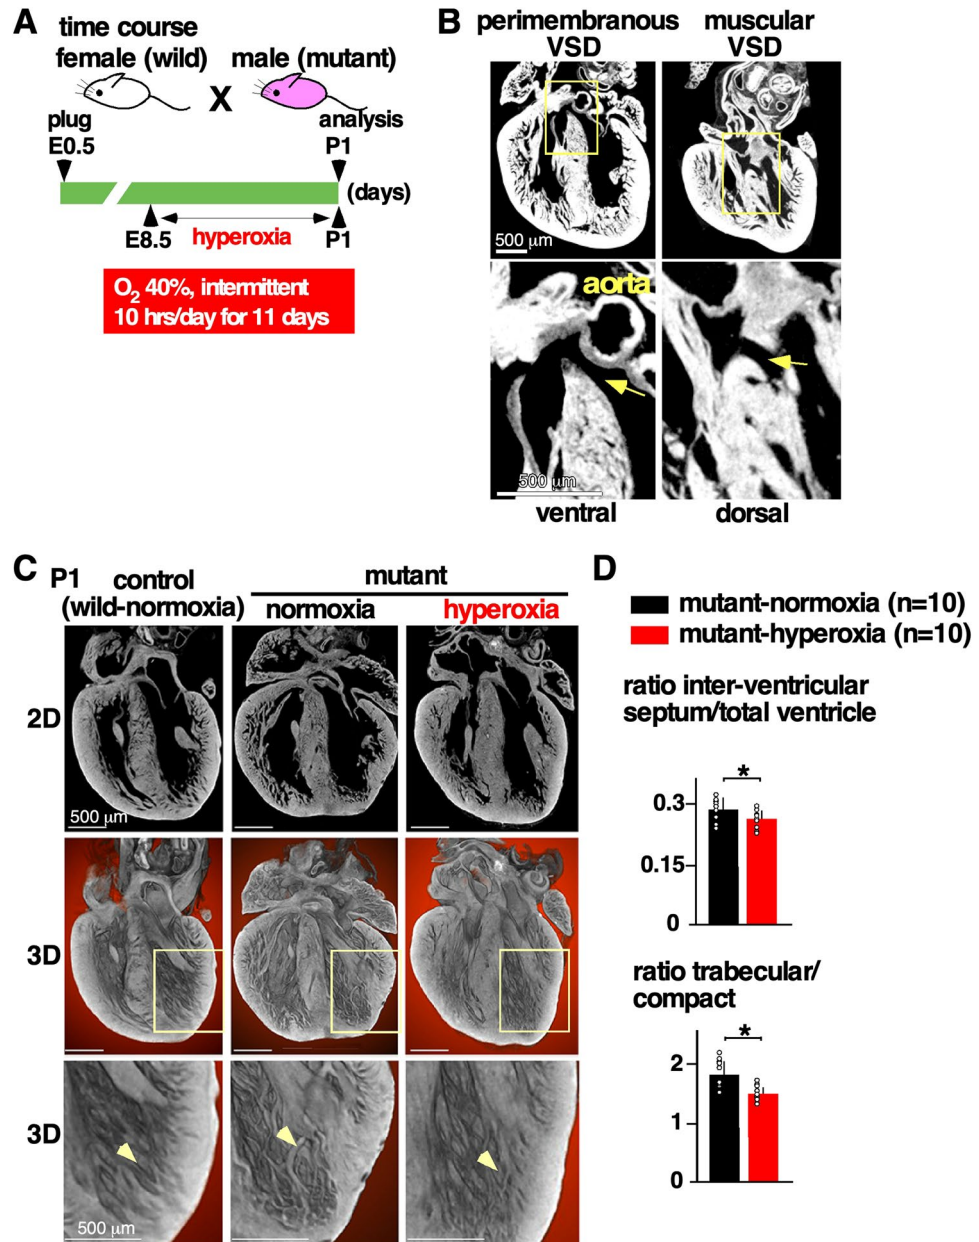 A
time course
female (wild) male (mutant)
X
plug analysis
E0.5 P1
(days)
E8.5 hyperoxia P1
O2 40%, intermittent
10 hrs/day for 11 days
B
perimembranous muscular
VSD VSD
500 µm
aorta
500 µm
ventral dorsal
C
P1 control mutant
(wild-normoxia) normoxia hyperoxia
2D
500 µm
3D
3D
500 µm
D
mutant-normoxia (n=10)
mutant-hyperoxia (n=10)
ratio inter-ventricular
septum/total ventricle
*
0.3
0.15
0
ratio trabecular/
compact
*
2
1
0